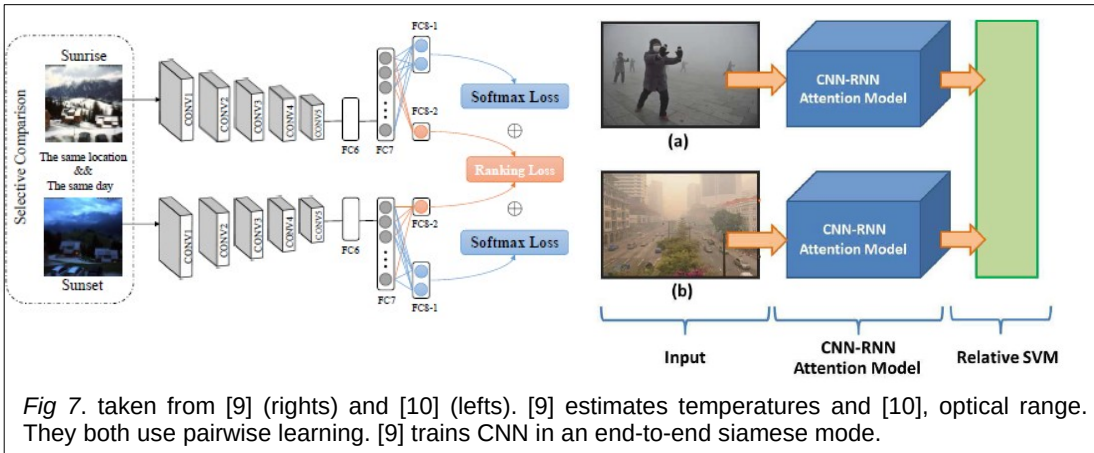 Selective Comparison
Sunrise
The same location
&&
The same day
Sunset
CONV1
CONV2
CONV3
CONV4
CONV5
FC6
FC7
FC8-1
FC8-2
Softmax Loss
Ranking Loss
CONV1
CONV2
CONV3
CONV4
CONV5
FC6
FC7
FC8-2
FC8-1
Softmax Loss
(a)
CNN-RNN
Attention Model
(b)
CNN-RNN
Attention Model
Input
CNN-RNN
Attention Model
Relative SVM
Fig 7. taken from [9] (rights) and [10] (lefts). [9] estimates temperatures and [10], optical range.
They both use pairwise learning. [9] trains CNN in an end-to-end siamese mode.